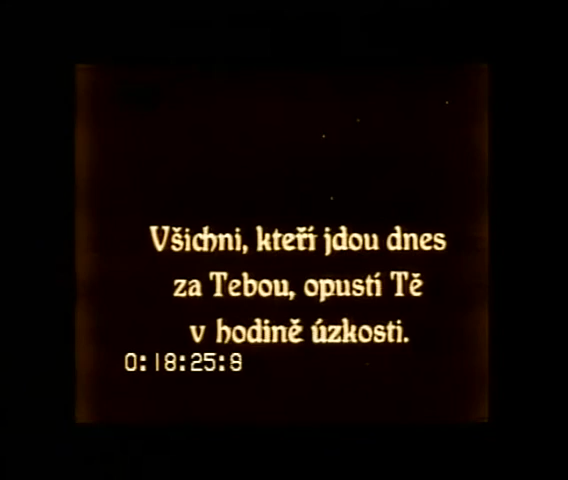 Všichni, kteří jdou dnes
za Tebou, opustí Tě
v hodině úzkosti.
0:18:25:9